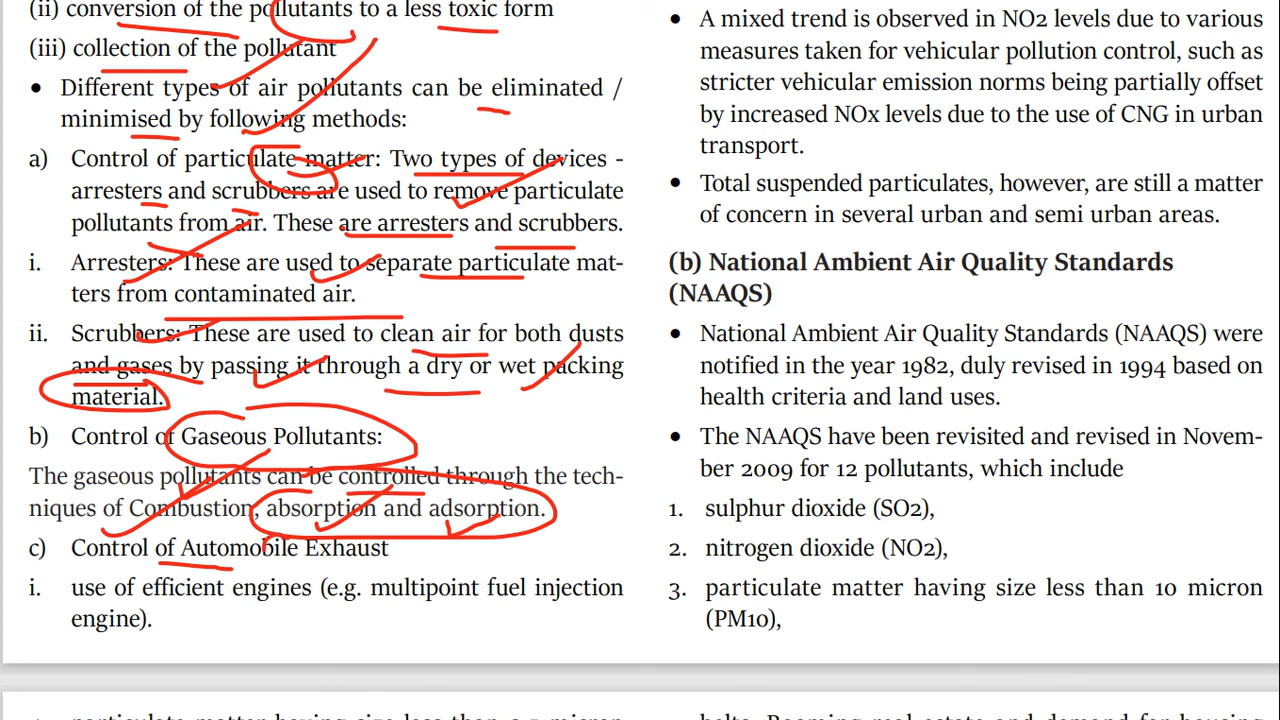 (ii) conversion of the pollutants to a less toxic form
(iii) collection of the pollutant
• Different types of air pollutants can be eliminated /
minimised by following methods:
a) Control of particulate matter: Two types of devices -
arresters and scrubbers are used to remove particulate
pollutants from air. These are arresters and scrubbers.
i. Arresters: These are used to separate particulate mat-
ters from contaminated air.
ii. Scrubbers: These are used to clean air for both dusts
and gases by passing it through a dry or wet packing
material.
b) Control of Gaseous Pollutants:
The gaseous pollutants can be controlled through the tech-
niques of Combustion, absorption and adsorption.
c) Control of Automobile Exhaust
i. use of efficient engines (e.g. multipoint fuel injection
engine).
• A mixed trend is observed in NO2 levels due to various
measures taken for vehicular pollution control, such as
stricter vehicular emission norms being partially offset
by increased NOx levels due to the use of CNG in urban
transport.
• Total suspended particulates, however, are still a matter
of concern in several urban and semi urban areas.
(b) National Ambient Air Quality Standards
(NAAQS)
• National Ambient Air Quality Standards (NAAQS) were
notified in the year 1982, duly revised in 1994 based on
health criteria and land uses.
• The NAAQS have been revisited and revised in Novem-
ber 2009 for 12 pollutants, which include
1. sulphur dioxide (SO2),
2. nitrogen dioxide (NO2),
3. particulate matter having size less than 10 micron
(PM10),